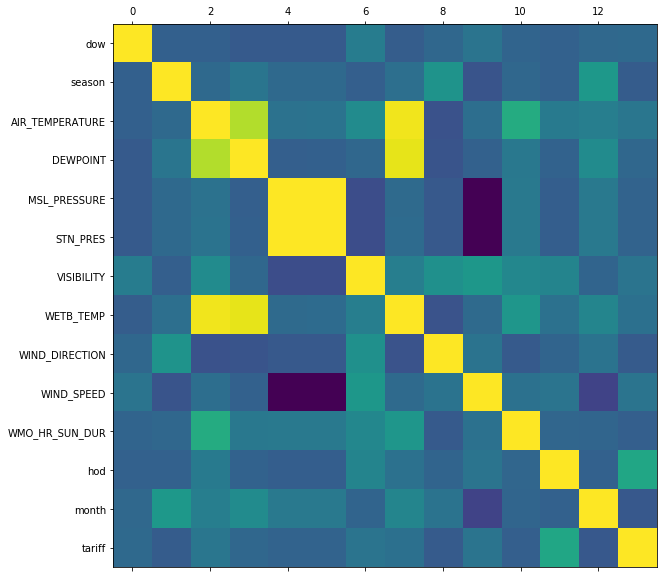 0 2 4 6 8 10 12
dow
season
AIR_TEMPERATURE
DEWPOINT
MSL_PRESSURE
STN_PRES
VISIBILITY
WETB_TEMP
WIND_DIRECTION
WIND_SPEED
WMO_HR_SUN_DUR
hod
month
tariff